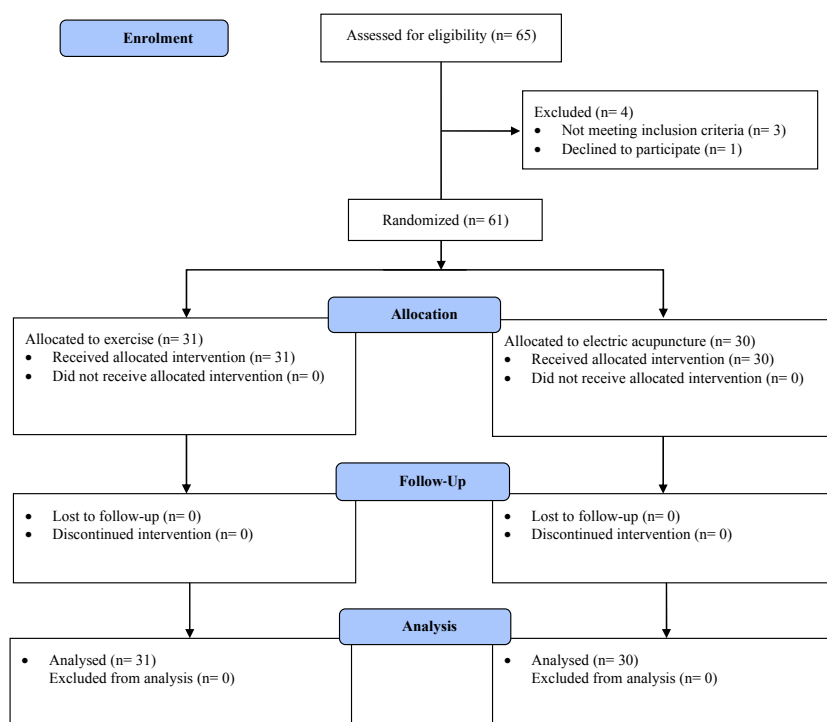 Enrolment
Assessed for eligibility (n= 65)
Excluded (n= 4)
• Not meeting inclusion criteria (n= 3)
• Declined to participate (n= 1)
Randomized (n= 61)
Allocation
Allocated to exercise (n= 31)
• Received allocated intervention (n= 31)
• Did not receive allocated intervention (n= 0)
Allocated to electric acupuncture (n= 30)
• Received allocated intervention (n= 30)
• Did not receive allocated intervention (n= 0)
Follow-Up
• Lost to follow-up (n= 0)
• Discontinued intervention (n= 0)
• Lost to follow-up (n= 0)
• Discontinued intervention (n= 0)
Analysis
• Analysed (n= 31)
Excluded from analysis (n= 0)
• Analysed (n= 30)
Excluded from analysis (n= 0)